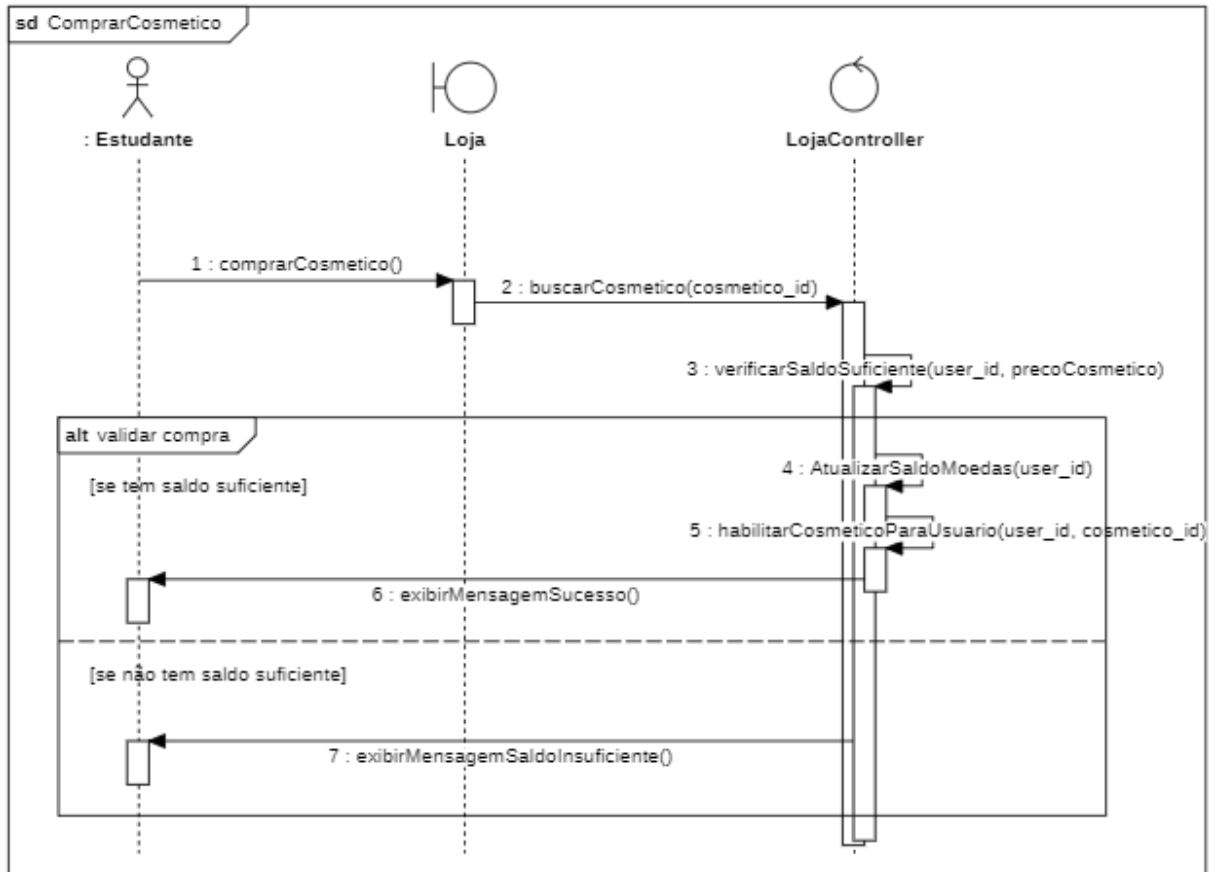 sd ComprarCosmetico
: Estudante
Loja
LojaController
1 : comprarCosmetico()
2 : buscarCosmetico(cosmetico_id)
3 : verificarSaldoSuficiente(user_id, precoCosmetico)
alt validar compra
4 : AtualizarSaldoMoedas(user_id)
[se tem saldo suficiente]
5 : habilitarCosmeticoParaUsuario(user_id, cosmetico_id)
6 : exibirMensagemSucesso()
[se não tem saldo suficiente]
7 : exibirMensagemSaldoInsuficiente()